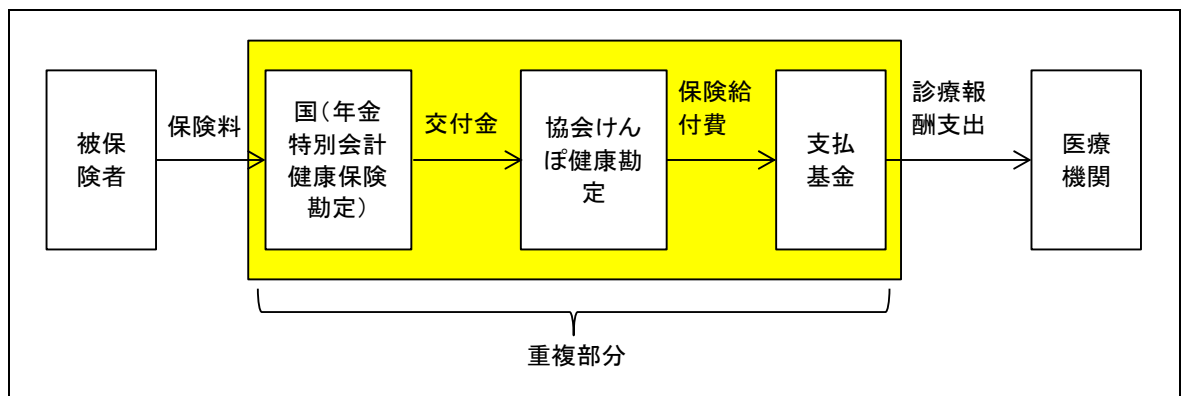 被保
険者
保険料
国(年金
特別会計
健康保険
勘定)
交付金
協会けん
ぽ健康勘
定
保険給
付費
支払
基金
診療報
酬支出
医療
機関
重複部分